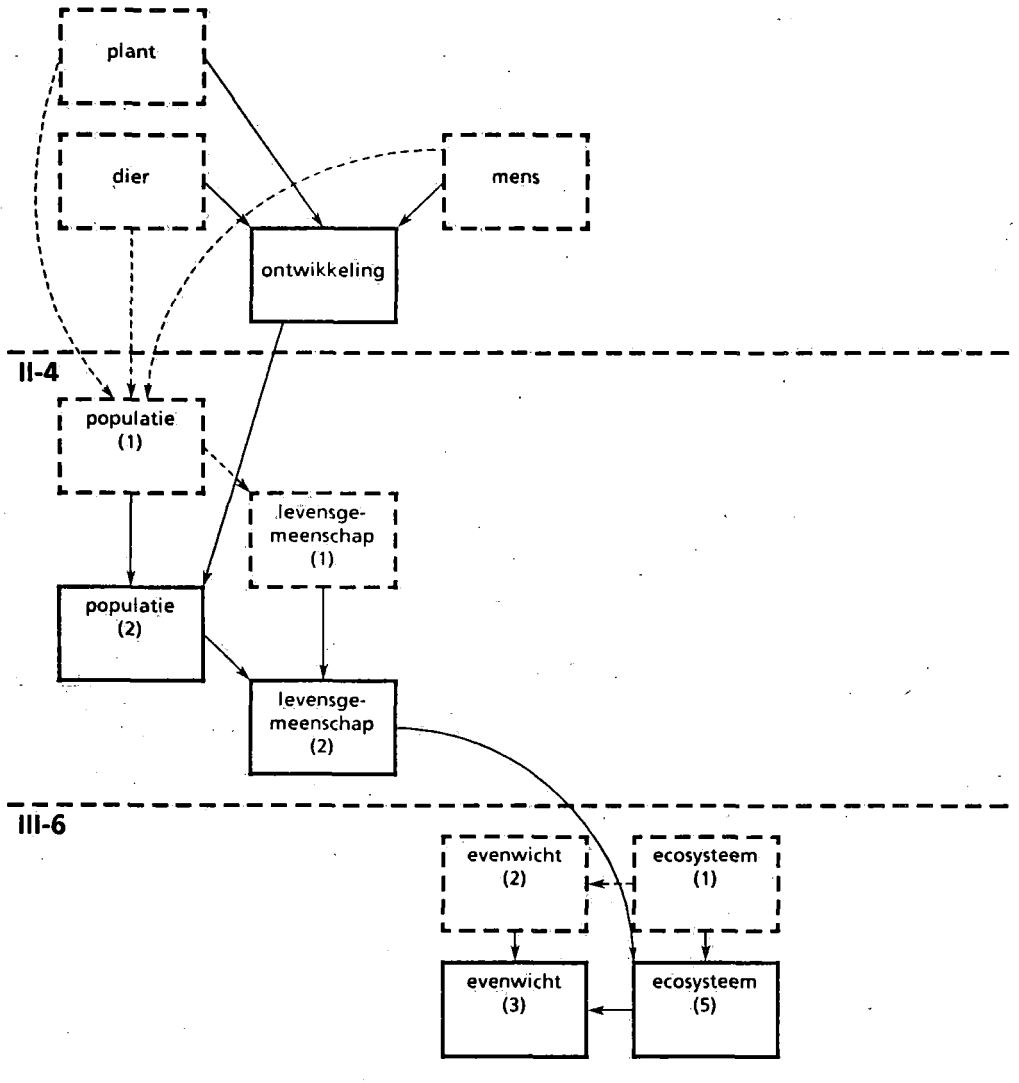 plant
dier
mens
ontwikkeling
II-4
populatie
(1)
levensge-
meenschap
(1)
populatie
(2)
levensge-
meenschap
(2)
III-6
evenwicht
(2)
ecosysteem
(1)
evenwicht
(3)
ecosysteem
(5)